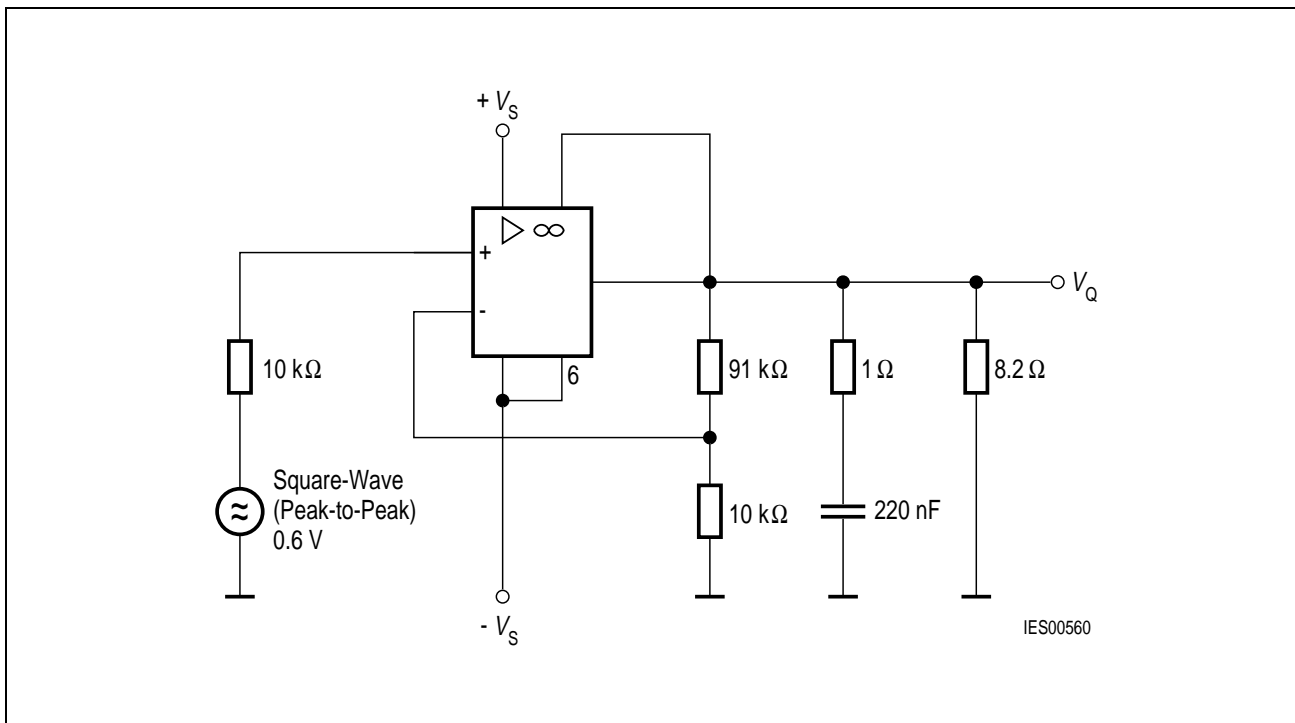 + V_S
▷ ∞
+
-
6
10 kΩ
91 kΩ
1 Ω
8.2 Ω
V_Q
Square-Wave
(Peak-to-Peak)
0.6 V
≈
10 kΩ
220 nF
- V_S
IES00560